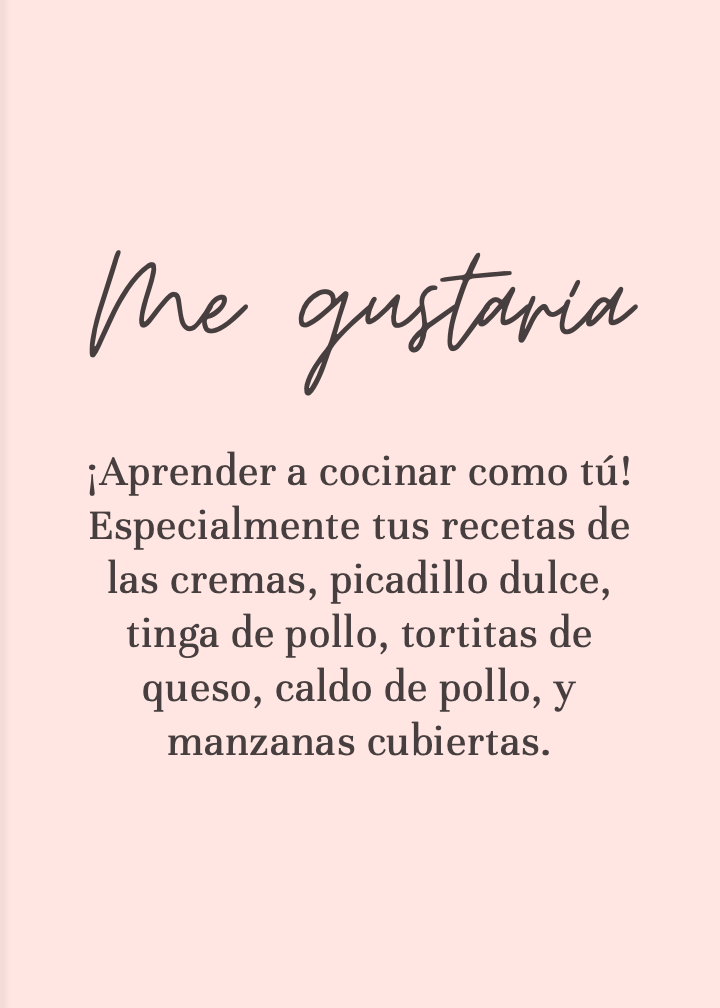 Me gustaría
¡Aprender a cocinar como tú!
Especialmente tus recetas de
las cremas, picadillo dulce,
tinga de pollo, tortitas de
queso, caldo de pollo, y
manzanas cubiertas.